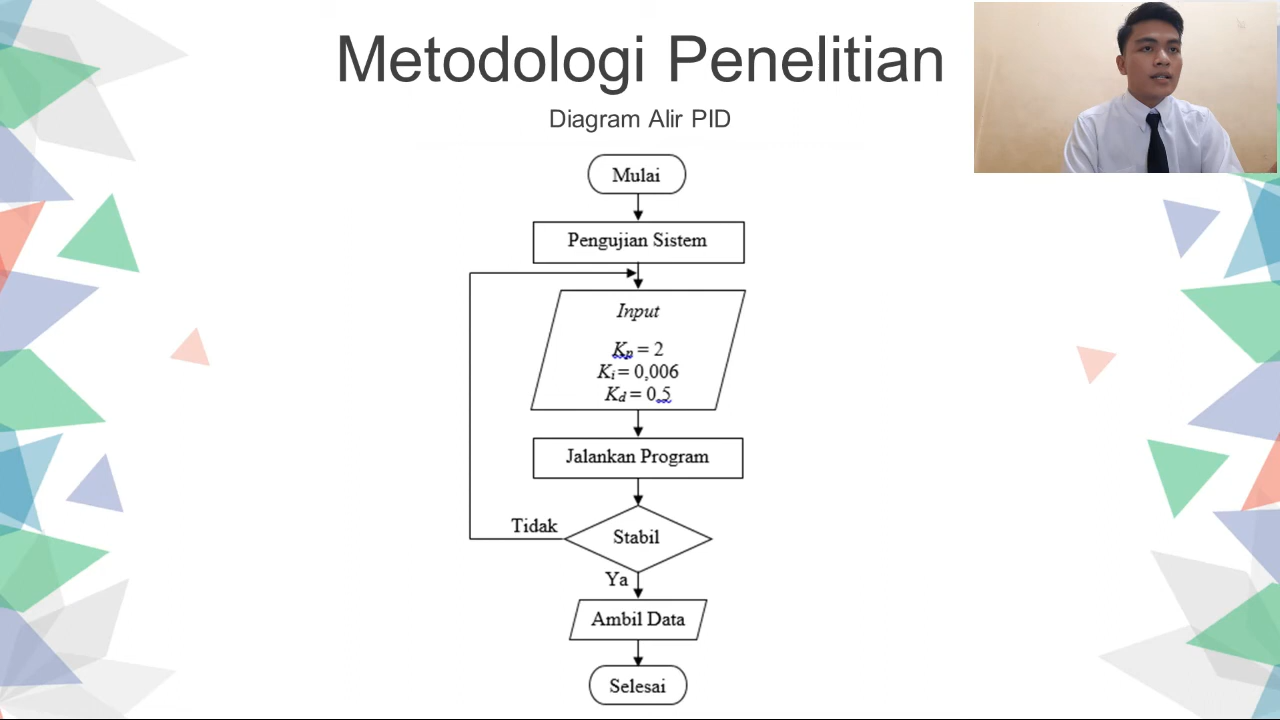 Metodologi Penelitian
Diagram Alir PID
Mulai
Pengujian Sistem
Input
Kp = 2
Ki = 0,006
Kd = 0,5
Jalankan Program
Tidak
Stabil
Ya
Ambil Data
Selesai